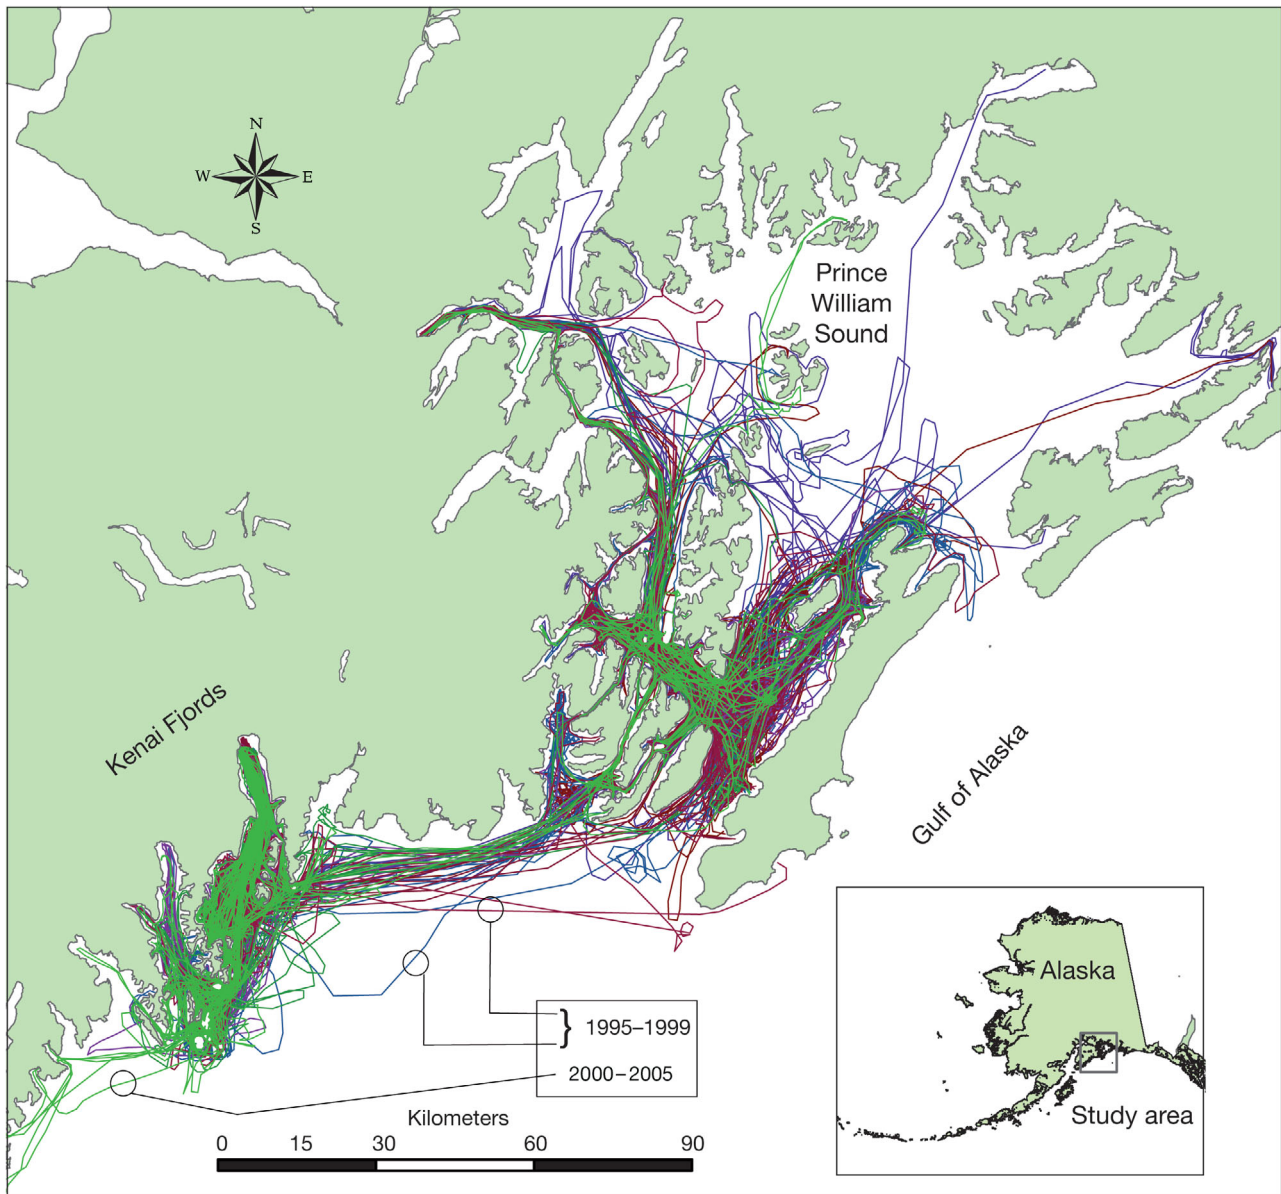 N
W E
S
Prince
William
Sound
Kenai Fjords
Gulf of Alaska
} 1995–1999
2000–2005
Kilometers
0 15 30 60 90
Alaska
Study area